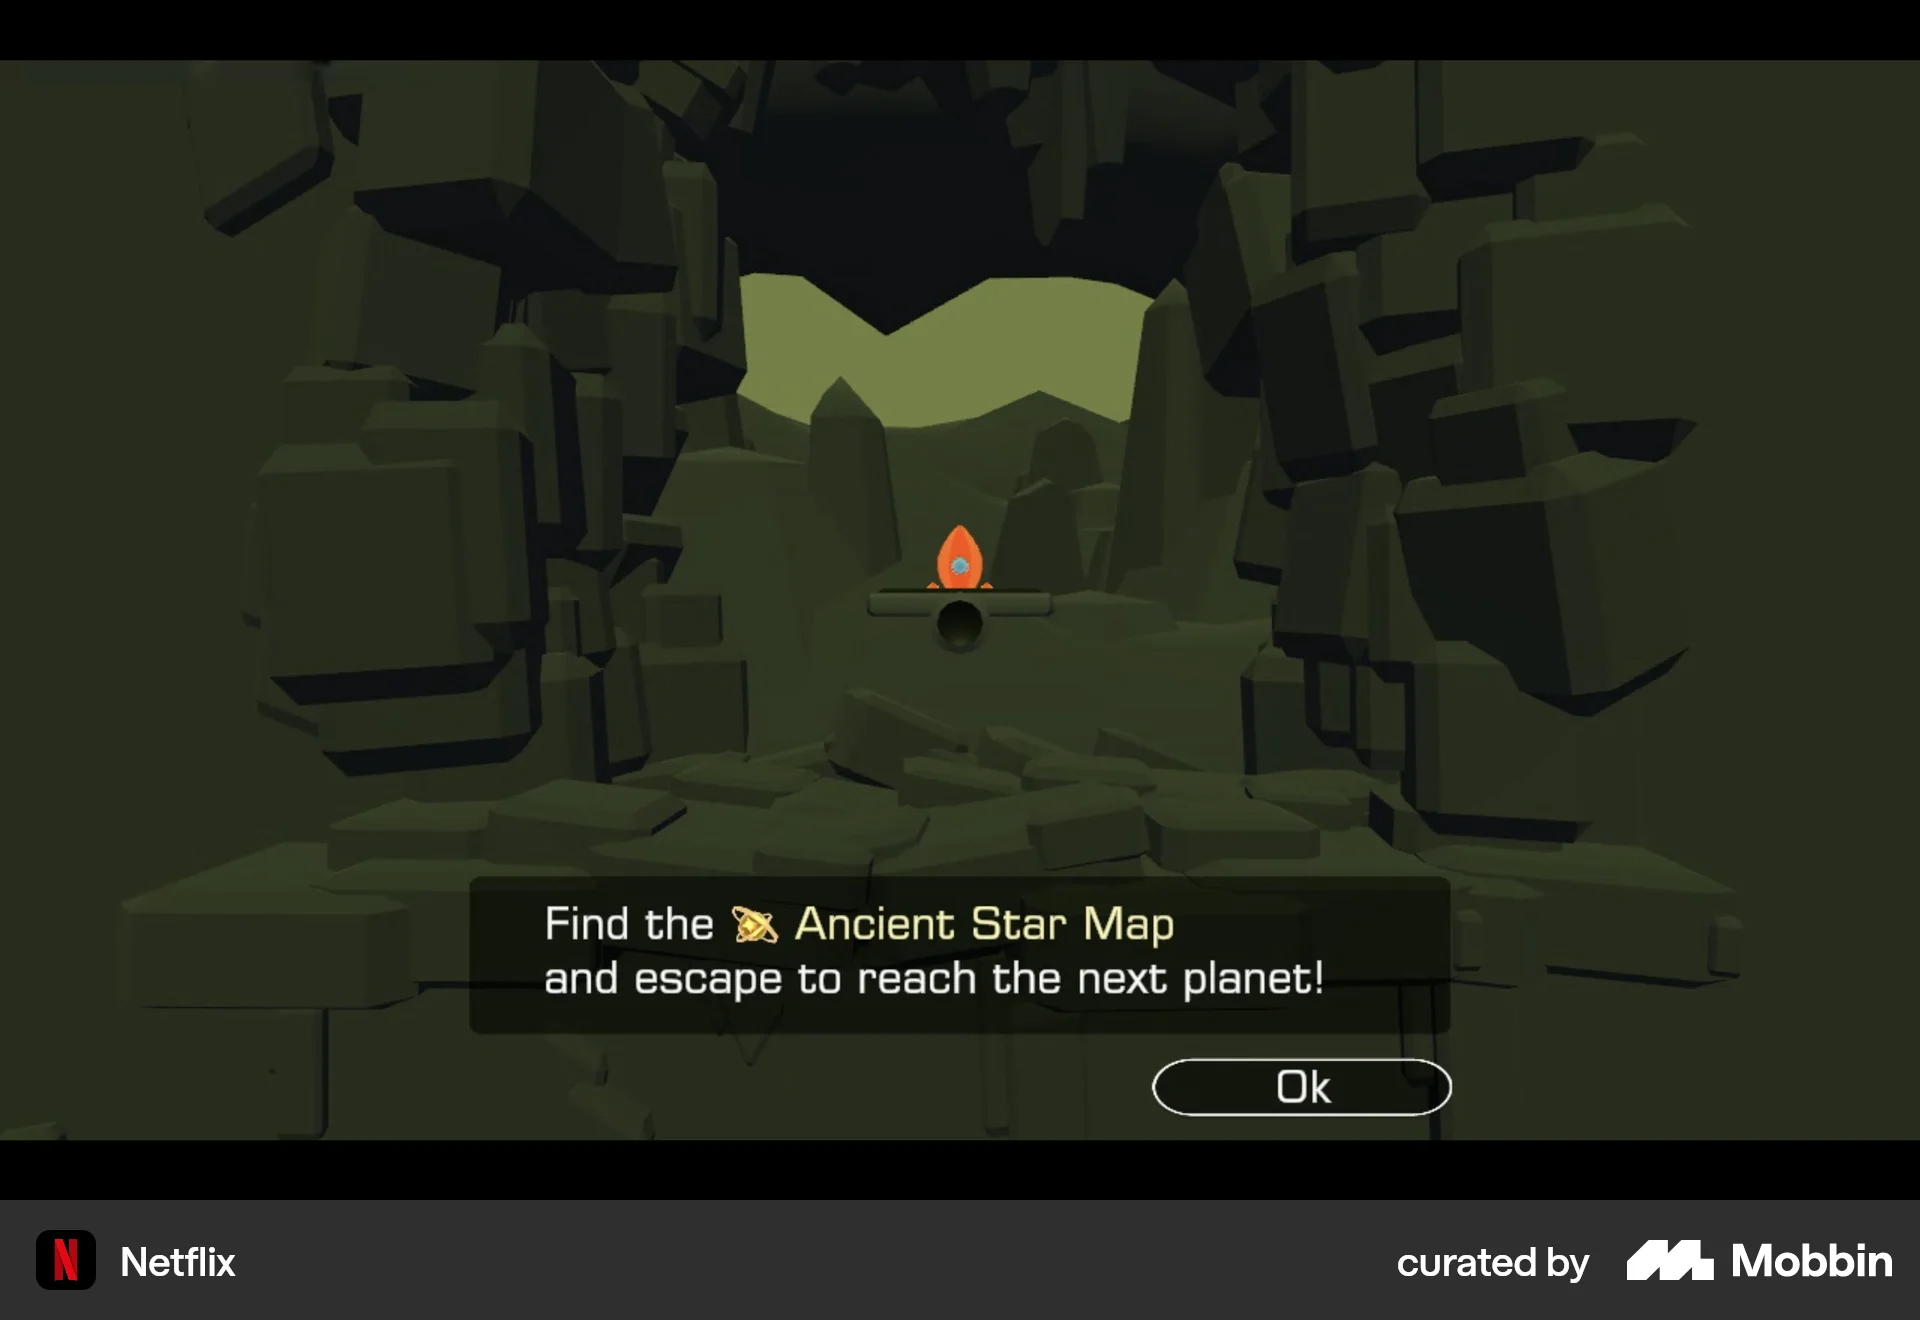 Find the Ancient Star Map
and escape to reach the next planet!
Ok
Netflix
curated by Mobbin